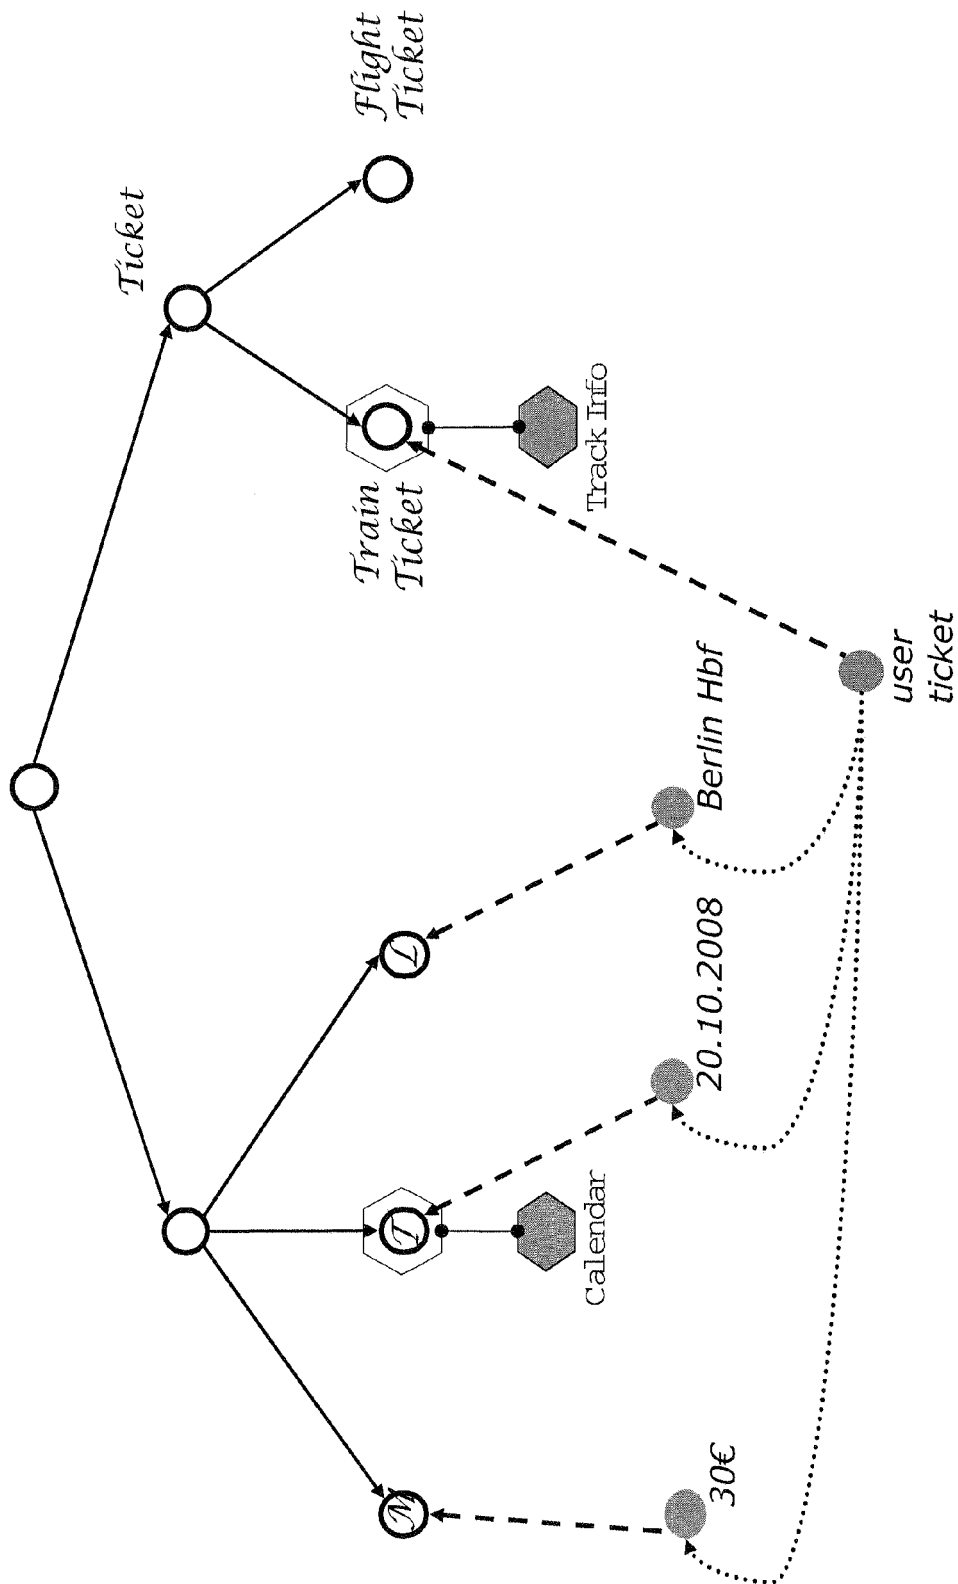 Ticket
Flight
Ticket
Train
Ticket
Track Info
L
T
M
Calendar
Berlin Hbf
20.10.2008
30€
user
ticket